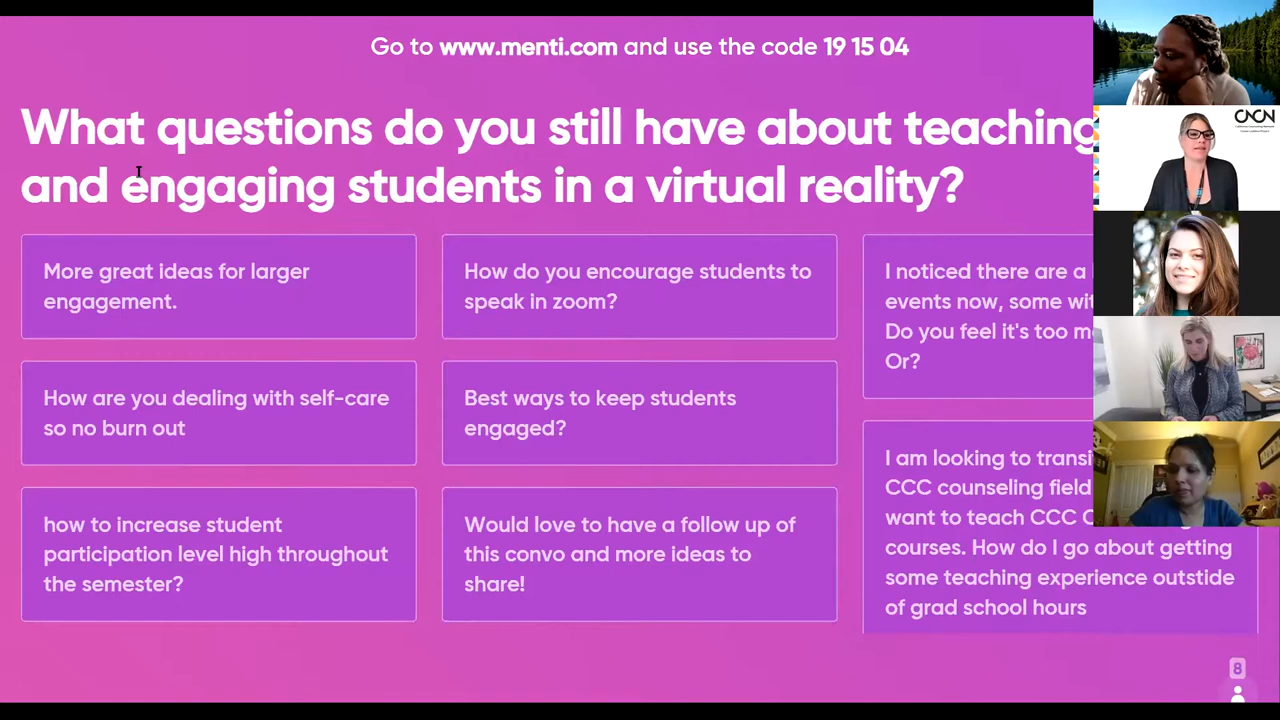 Go to www.menti.com and use the code 19 15 04
What questions do you still have about teaching
and engaging students in a virtual reality?
More great ideas for larger
engagement.
How are you dealing with self-care
so no burn out
how to increase student
participation level high throughout
the semester?
How do you encourage students to
speak in zoom?
Best ways to keep students
engaged?
Would love to have a follow up of
this convo and more ideas to
share!
I noticed there are a
events now, some
Do you feel it's too
Or?
I am looking to
CCC counseling field
want to teach CCC
courses. How do I go about getting
some teaching experience outstide
of grad school hours
8
CNCN